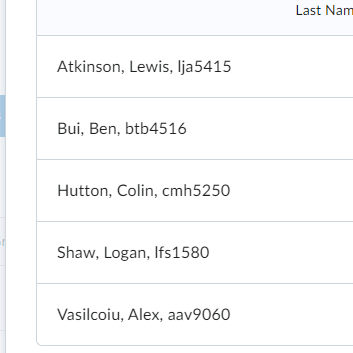 Last Nam
Atkinson, Lewis, lja5415
Bui, Ben, btb4516
Hutton, Colin, cmh5250
Shaw, Logan, lfs1580
Vasilcoiu, Alex, aav9060